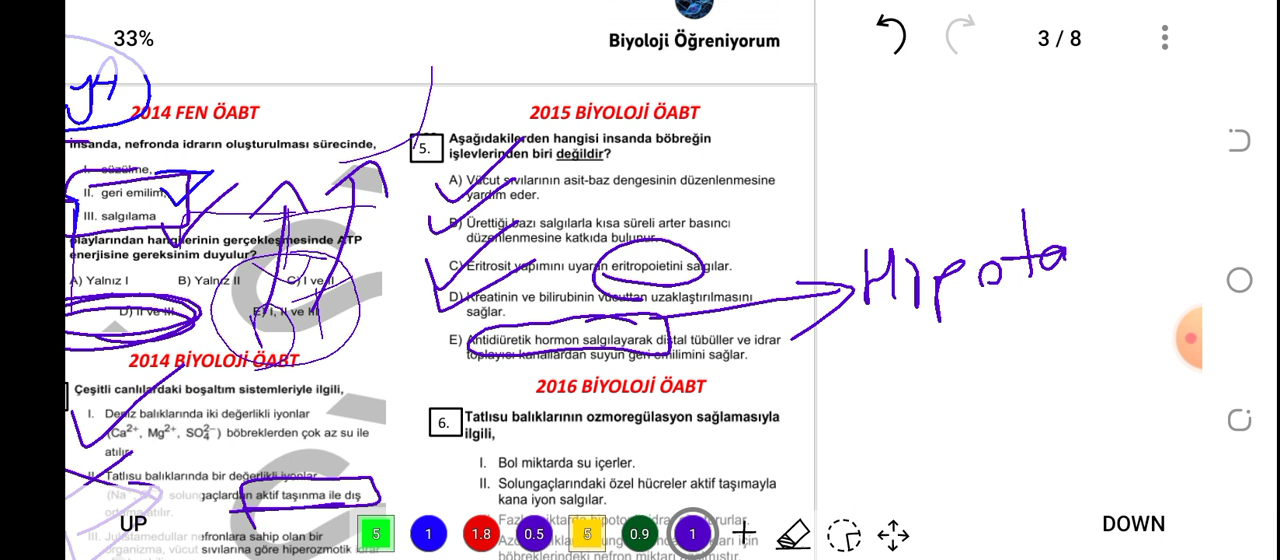 33%
Biyoloji Öğreniyorum
3 / 8
2014 FEN ÖABT
İnsanda, nefronda idrarın oluşturulması sürecinde,
I. süzülme,
II. geri emilim,
III. salgılama
olaylarından hangilerinin gerçekleşmesinde ATP
enerjisine gereksinim duyulur?
A) Yalnız I B) Yalnız II C) I ve II
D) II ve III E) I, II ve III
2014 BİYOLOJİ ÖABT
Çeşitli canlılardaki boşaltım sistemleriyle ilgili,
I. Deniz balıklarında iki değerlikli iyonlar
(Ca2+, Mg2+, SO4 2-) böbreklerden çok az su ile
atılır.
II. Tatlısu balıklarında bir değerlikli iyonlar
(Na solungaçlardan aktif taşınma ile dış
ortama atılır.
III. Jukstamedullar nefronlara sahip olan bir
organizma, vücut sıvılarına göre hiperozmotik idrar
2015 BİYOLOJİ ÖABT
5. Aşağıdakilerden hangisi insanda böbreğin
işlevlerinden biri değildir?
A) Vücut sıvılarının asit-baz dengesinin düzenlenmesine
yardım eder.
B) Ürettiği bazı salgılarla kısa süreli arter basıncı
düzenlenmesine katkıda bulunur.
C) Eritrosit yapımını uyaran eritropoietini salgılar.
D) Kreatinin ve bilirubinin vücuttan uzaklaştırılmasını
sağlar.
E) Antidiüretik hormon salgılayarak distal tübüller ve idrar
toplayıcı kanallardan suyun geri emilimini sağlar.
Hipota
2016 BİYOLOJİ ÖABT
6. Tatlısu balıklarının ozmoregülasyon sağlamasıyla
ilgili,
I. Bol miktarda su içerler.
II. Solungaçlarındaki özel hücreler aktif taşımayla
kana iyon salgılar.
böbreklerindeki nefron miktarı
UP
5 1 1.8 0.5 5 0.9 1
DOWN